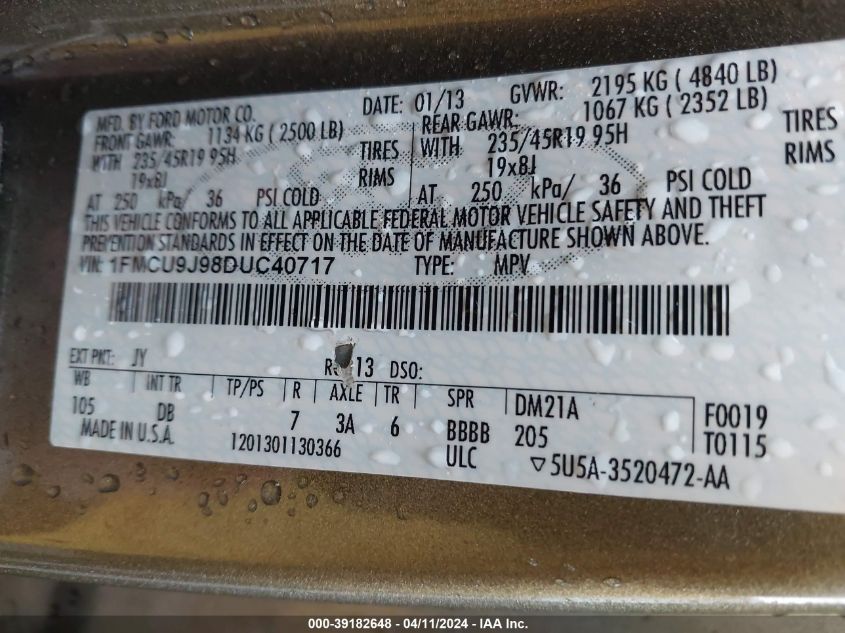 MFD. BY FORD MOTOR CO. DATE: 01/13 GVWR: 2195 KG ( 4840 LB)
FRONT GAWR: 1134 KG ( 2500 LB) REAR GAWR: 1067 KG ( 2352 LB)
WITH 235/45R19 95H TIRES WITH 235/45R19 95H TIRES
19x8J RIMS 19x8J RIMS
AT 250 kPa/ 36 PSI COLD AT 250 kPa/ 36 PSI COLD
THIS VEHICLE CONFORMS TO ALL APPLICABLE FEDERAL MOTOR VEHICLE SAFETY AND THEFT
PREVENTION STANDARDS IN EFFECT ON THE DATE OF MANUFACTURE SHOWN ABOVE.
VIN: 1FMCU9J98DUC40717 TYPE: MPV
EXT PNT: JY 13 DSO:
WB INT TR TP/PS R AXLE TR SPR DM21A F0019
105 DB 7 3A 6 BBBB 205 T0115
MADE IN U.S.A. 1201301130366 ULC ▽5U5A-3520472-AA
000-39182648 - 04/11/2024 - IAA Inc.